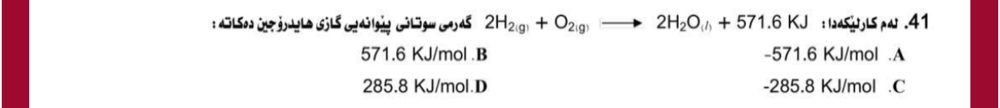 41. لەم کارلێکەدا: 2H2(g) + O2(g) ⟶ 2H2O(l) + 571.6 KJ گەرمی سوتانی پێوانەیی گازی هایدرۆجین دەکاتە:
A. -571.6 KJ/mol B. 571.6 KJ/mol
C. -285.8 KJ/mol D. 285.8 KJ/mol